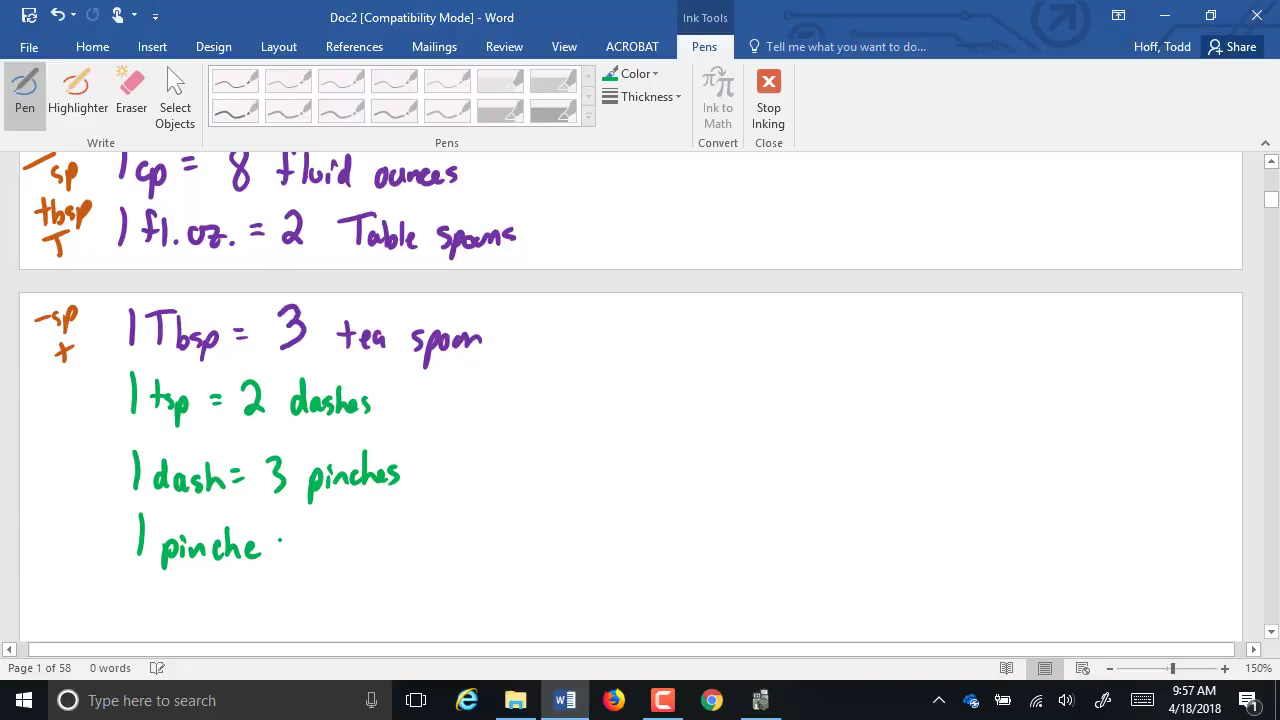 Doc2 [Compatibility Mode] - Word
Ink Tools
File Home Insert Design Layout References Mailings Review View ACROBAT Pens Tell me what you want to do... Hoff, Todd Share
Pen Highlighter Eraser Select Objects
Color
Thickness
Ink to Math
Stop Inking
Write Pens Convert Close
Tsp 1 cp = 8 fluid ounces
tbsp
T
1 fl. oz. = 2 Table spoons
-sp
t
1 Tbsp = 3 tea spoon
1 tsp = 2 dashes
1 dash = 3 pinches
1 pinche
Page 1 of 58 0 words 150%
Type here to search
9:57 AM
4/18/2018
1